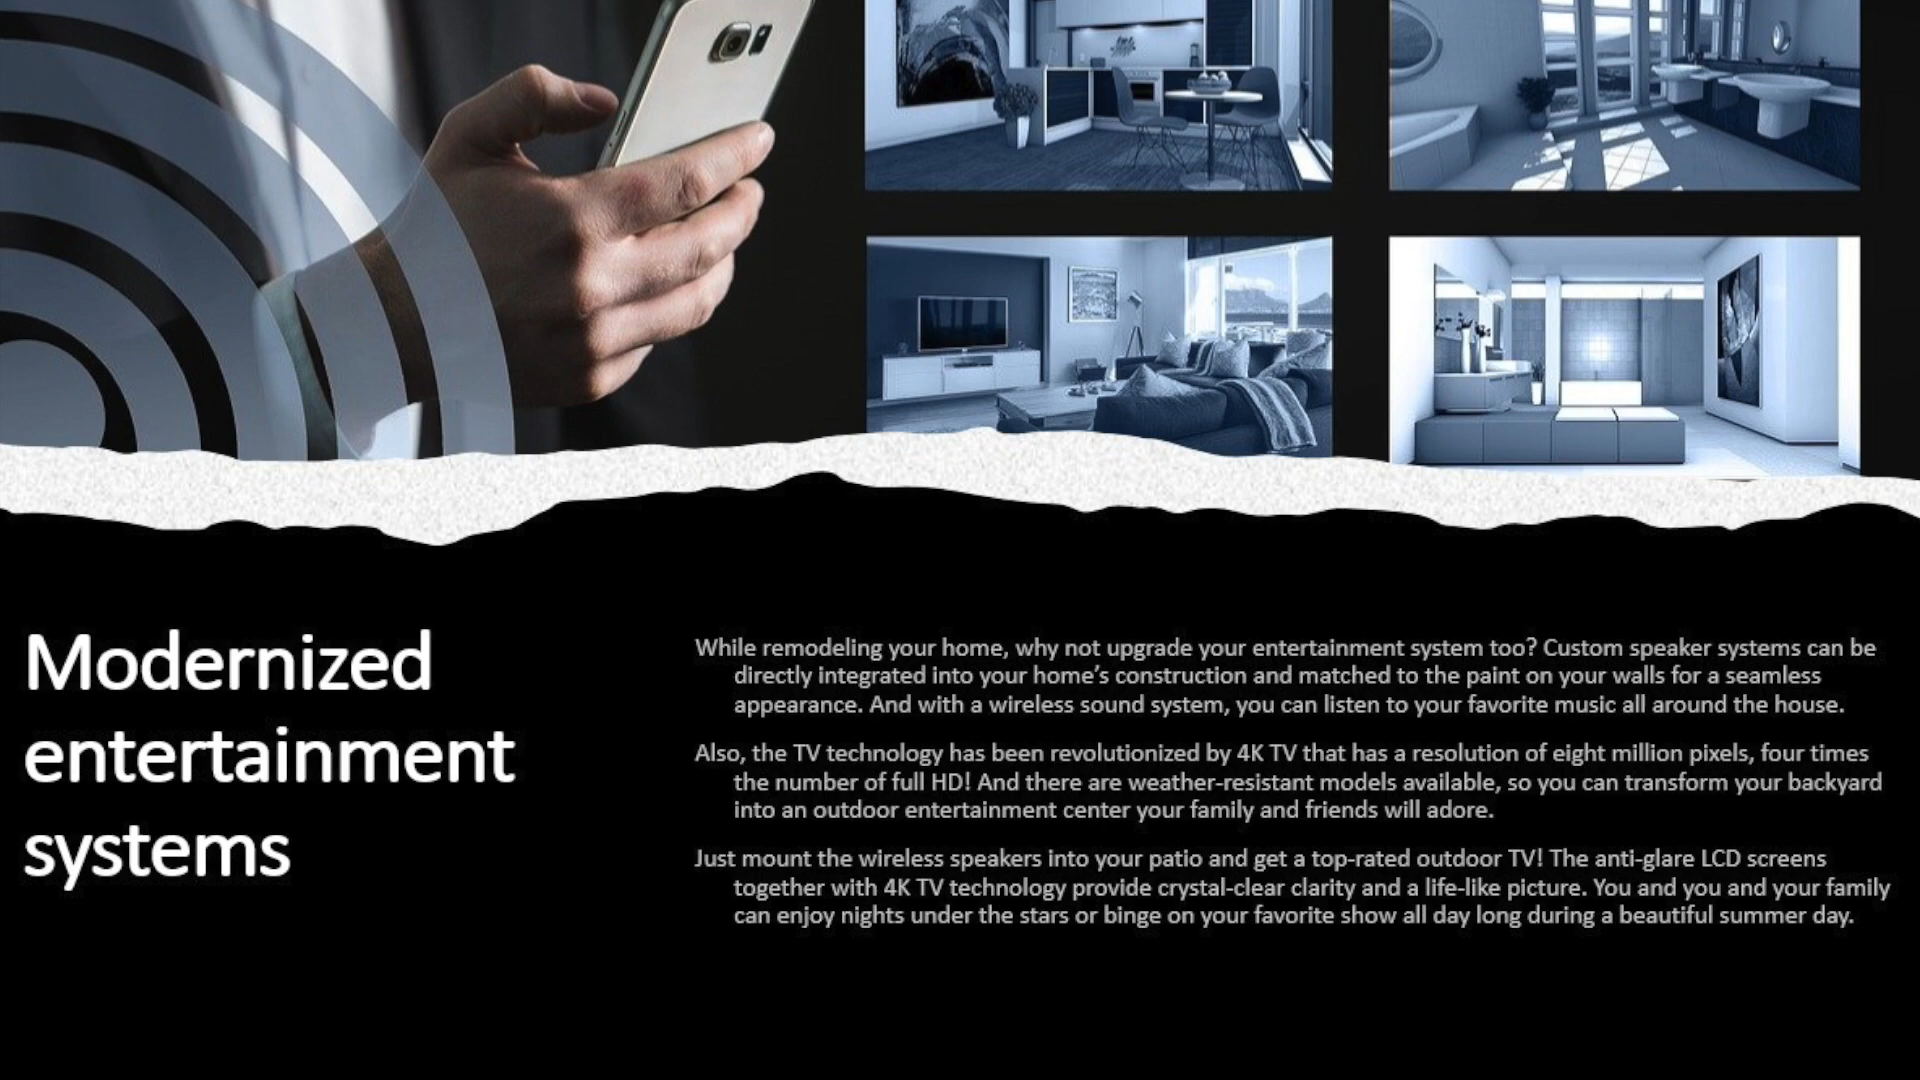 Modernized
entertainment
systems
While remodeling your home, why not upgrade your entertainment system too? Custom speaker systems can be
directly integrated into your home’s construction and matched to the paint on your walls for a seamless
appearance. And with a wireless sound system, you can listen to your favorite music all around the house.
Also, the TV technology has been revolutionized by 4K TV that has a resolution of eight million pixels, four times
the number of full HD! And there are weather-resistant models available, so you can transform your backyard
into an outdoor entertainment center your family and friends will adore.
Just mount the wireless speakers into your patio and get a top-rated outdoor TV! The anti-glare LCD screens
together with 4K TV technology provide crystal-clear clarity and a life-like picture. You and you and your family
can enjoy nights under the stars or binge on your favorite show all day long during a beautiful summer day.